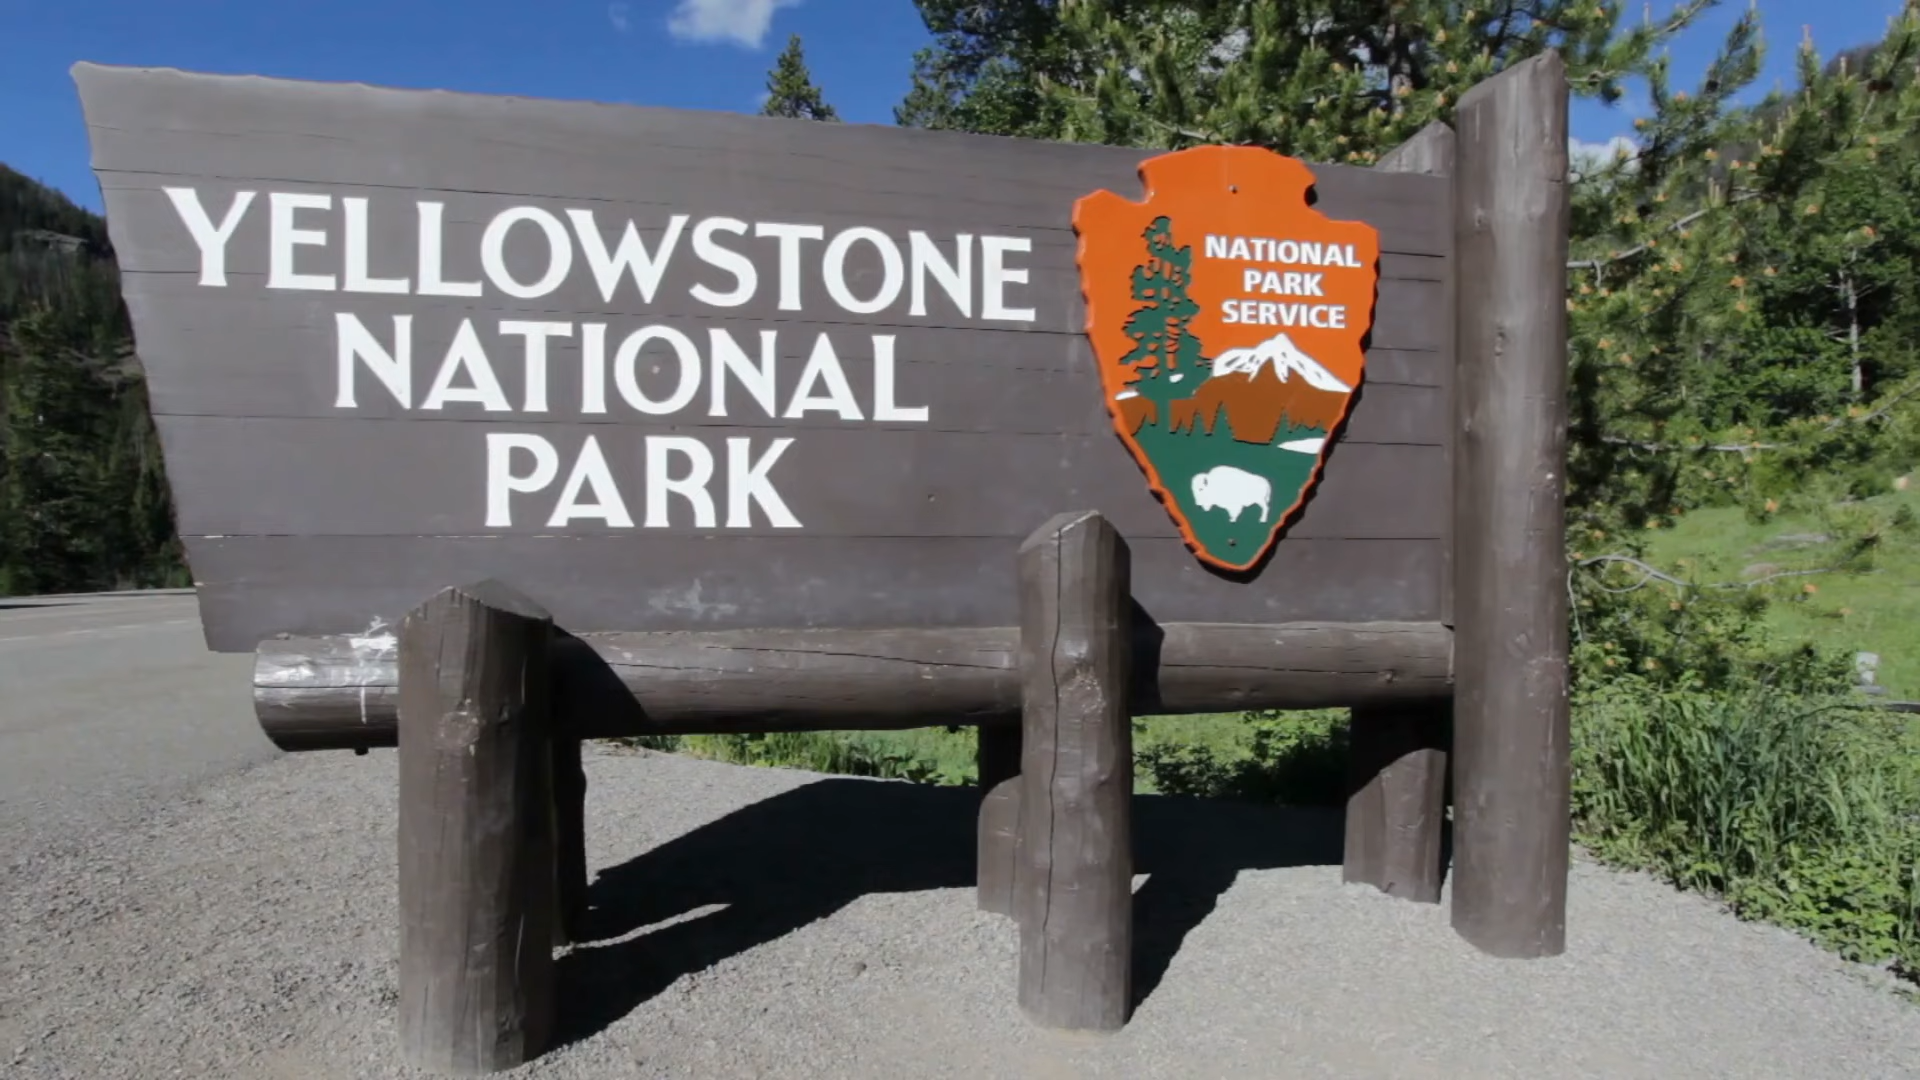 YELLOWSTONE
NATIONAL
PARK
NATIONAL
PARK
SERVICE